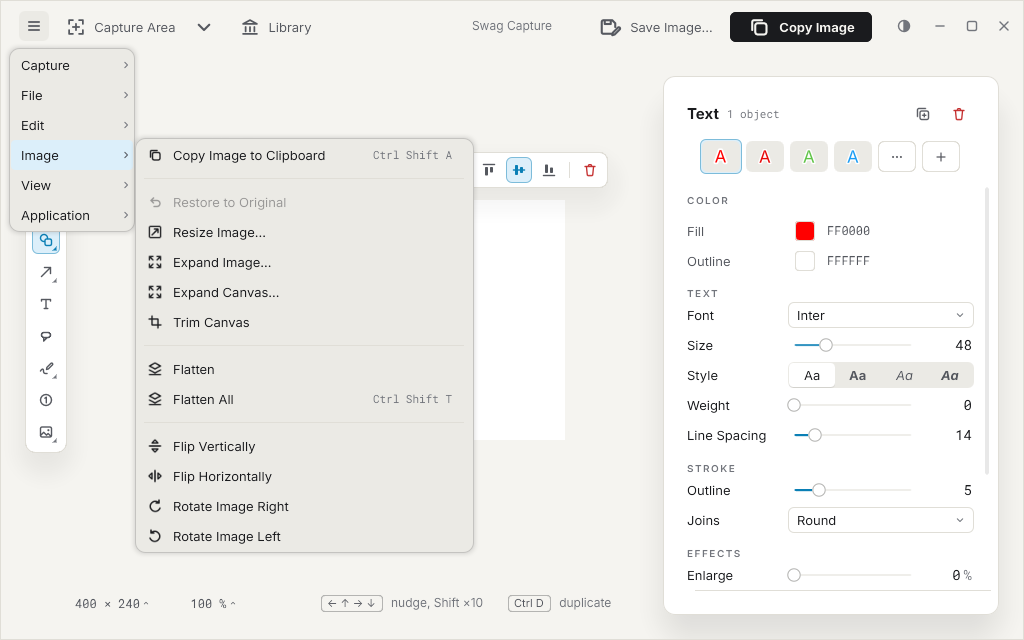 Capture Area
Library
Swag Capture
Save Image...
Copy Image
Capture
File
Edit
Image
View
Application
Copy Image to Clipboard Ctrl Shift A
Restore to Original
Resize Image...
Expand Image...
Expand Canvas...
Trim Canvas
Flatten
Flatten All Ctrl Shift T
Flip Vertically
Flip Horizontally
Rotate Image Right
Rotate Image Left
T
1
Text 1 object
A A A A ... +
COLOR
Fill FF0000
Outline FFFFFF
TEXT
Font Inter
Size 48
Style Aa Aa Aa Aa
Weight 0
Line Spacing 14
STROKE
Outline 5
Joins Round
EFFECTS
Enlarge 0 %
400 × 240
100 %
← ↑ → ↓ nudge, Shift ×10
Ctrl D duplicate